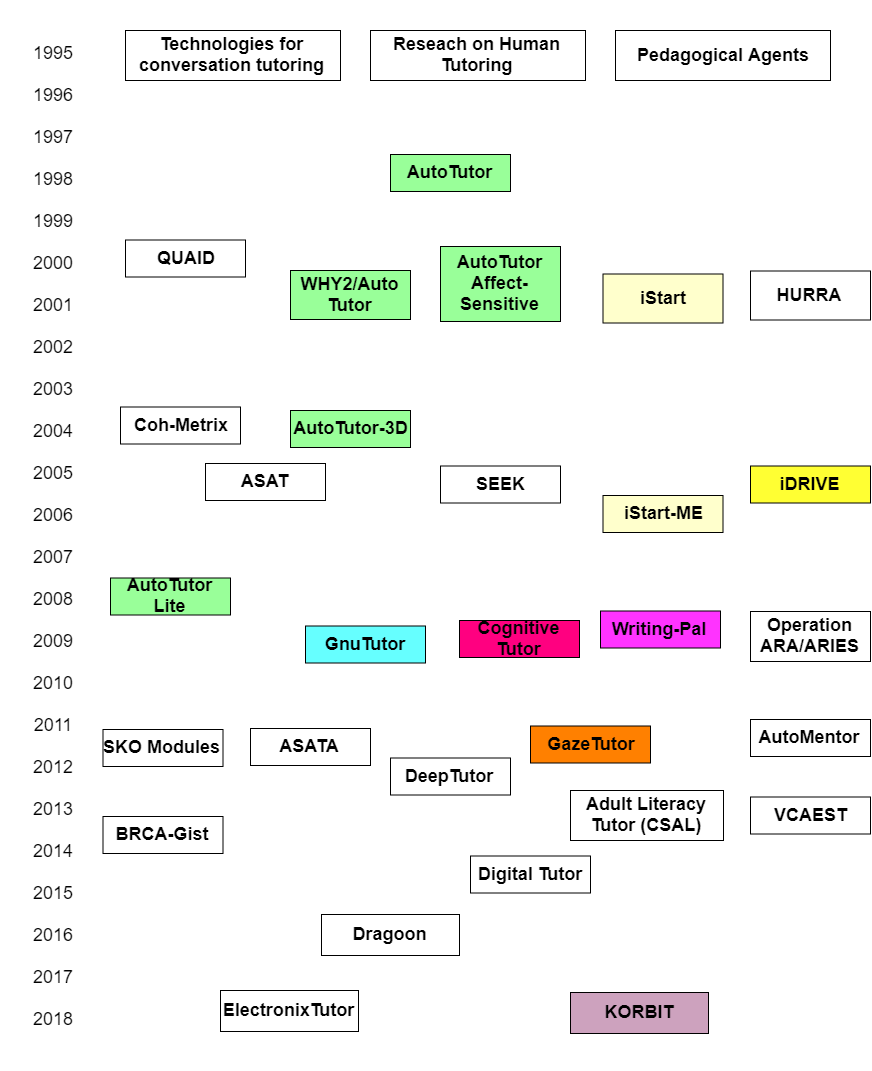 1995
Technologies for
conversation tutoring
Reseach on Human
Tutoring
Pedagogical Agents
1996
1997
1998
AutoTutor
1999
2000
QUAID
WHY2/Auto
Tutor
AutoTutor
Affect-
Sensitive
iStart
HURRA
2001
2002
2003
2004
Coh-Metrix
AutoTutor-3D
2005
ASAT
SEEK
iDRIVE
2006
iStart-ME
2007
2008
AutoTutor
Lite
2009
GnuTutor
Cognitive
Tutor
Writing-Pal
Operation
ARA/ARIES
2010
2011
SKO Modules
ASATA
GazeTutor
AutoMentor
2012
DeepTutor
2013
Adult Literacy
Tutor (CSAL)
VCAEST
BRCA-Gist
2014
Digital Tutor
2015
2016
Dragoon
2017
2018
ElectronixTutor
KORBIT